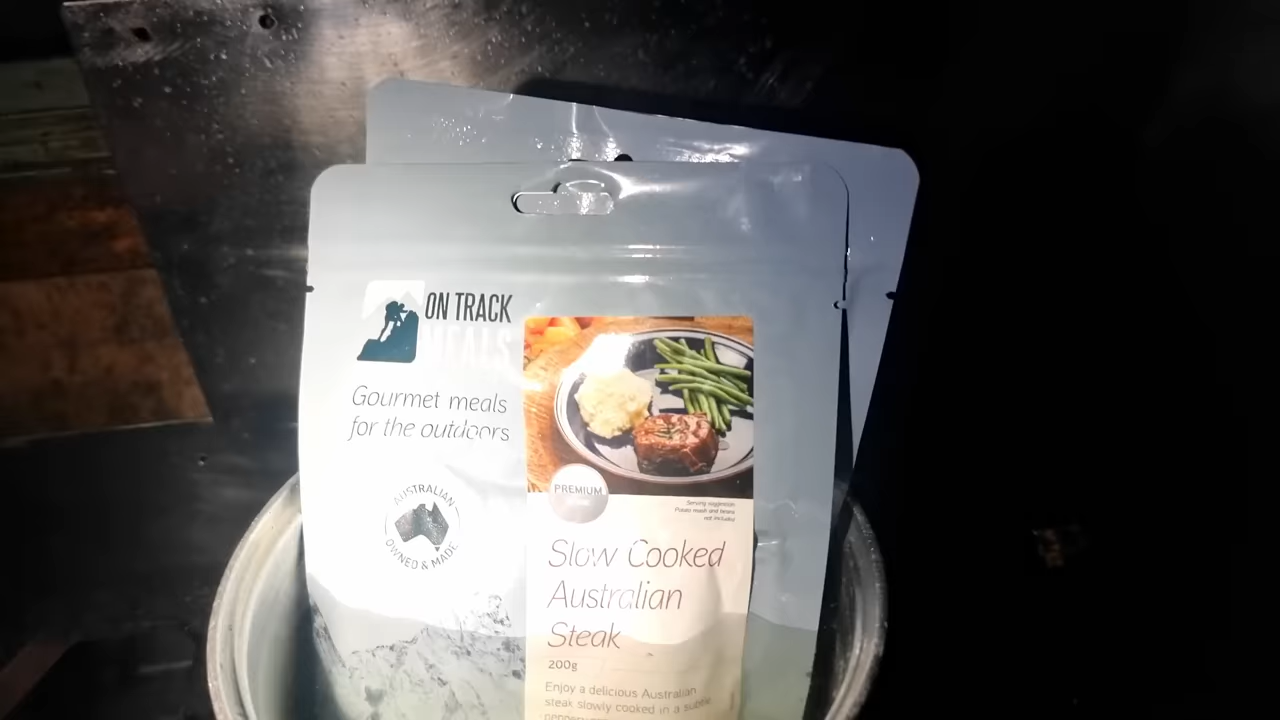 ON TRACK
MEALS
Gourmet meals
for the outdoors
AUSTRALIAN
OWNED & MADE
PREMIUM
Serving suggestion
Potato mash and beans
not included
Slow Cooked
Australian
Steak
200g
Enjoy a delicious Australian
steak slowly cooked in a subtle